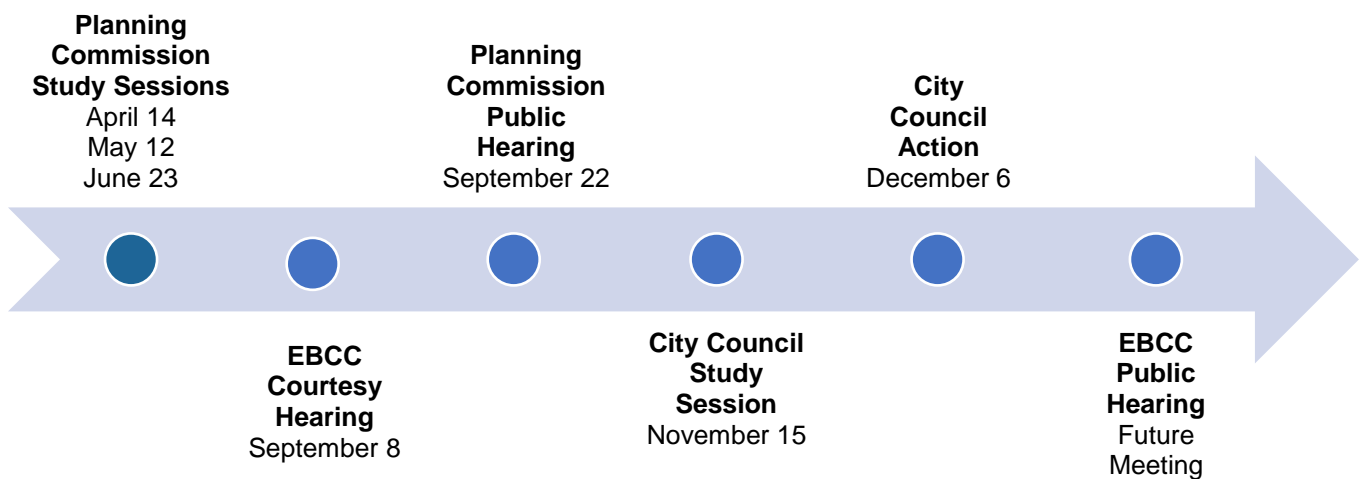 Planning
Commission
Study Sessions
April 14
May 12
June 23
EBCC
Courtesy
Hearing
September 8
Planning
Commission
Public
Hearing
September 22
City Council
Study
Session
November 15
City
Council
Action
December 6
EBCC
Public
Hearing
Future
Meeting